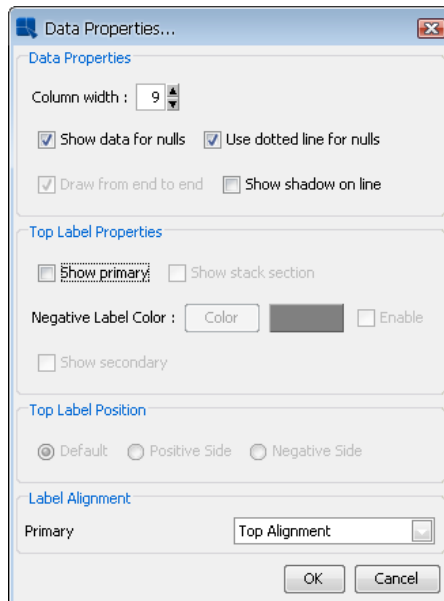 Data Properties...
Data Properties
Column width : 9
Show data for nulls Use dotted line for nulls
Draw from end to end Show shadow on line
Top Label Properties
Show primary Show stack section
Negative Label Color : Color Enable
Show secondary
Top Label Position
Default Positive Side Negative Side
Label Alignment
Primary Top Alignment
OK Cancel